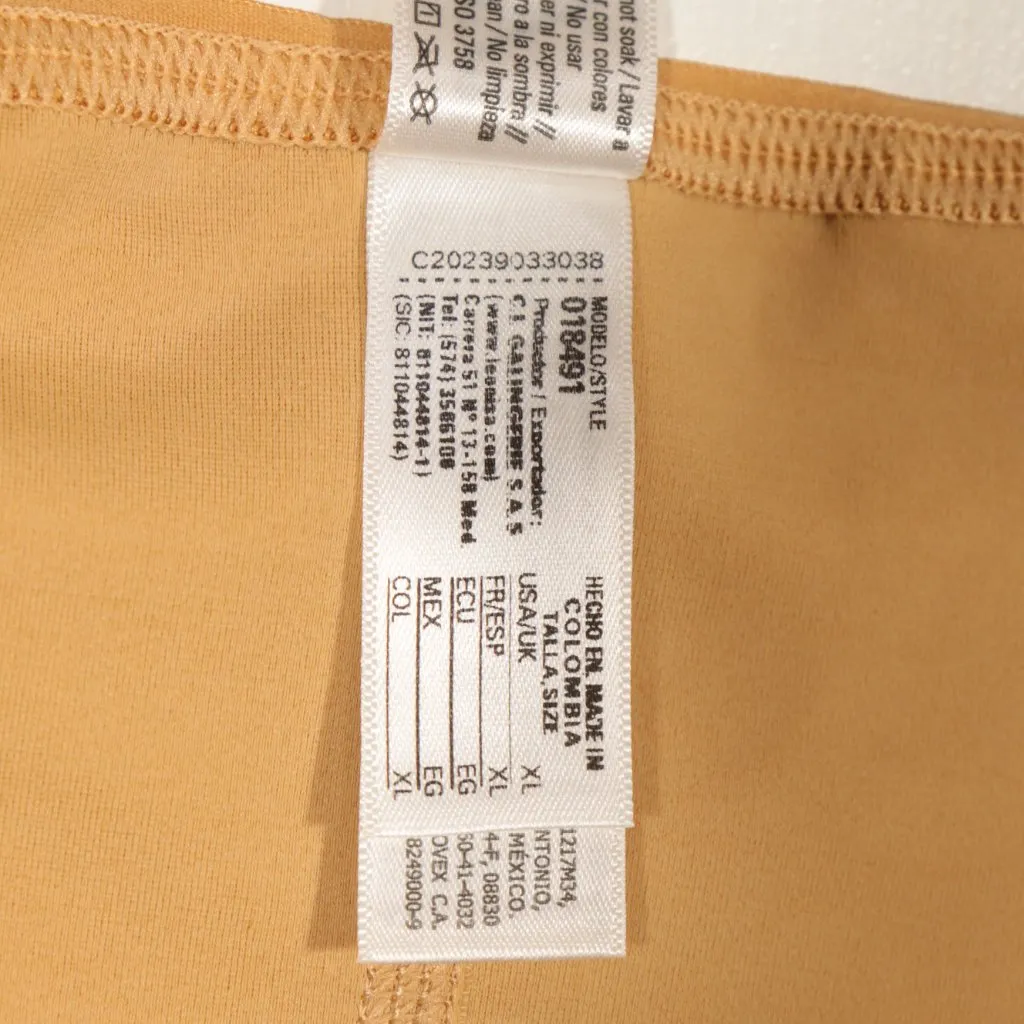 not soak / Lavar a
r con colores
/ No usar
er ni exprimir //
ro a la sombra //
an / No limpieza
SO 3758
C20239033038
MODELO/STYLE
018491
Productor / Exportador:
C.I. GALINGERIE S A S
(www.leonisa.com)
Carrera 51 Nº 13-158 Med.
Tel: (574) 3586100
(NIT: 811044814-1)
(SIC: 811044814)
HECHO EN, MADE IN
COLOMBIA
TALLA, SIZE
USA/UK XL
FR/ESP XL
ECU EG
MEX EG
COL XL
1217M34,
NTONIO,
MÉXICO,
4-F, 08830
60-41-4032
OVEX C.A.
8249000-9